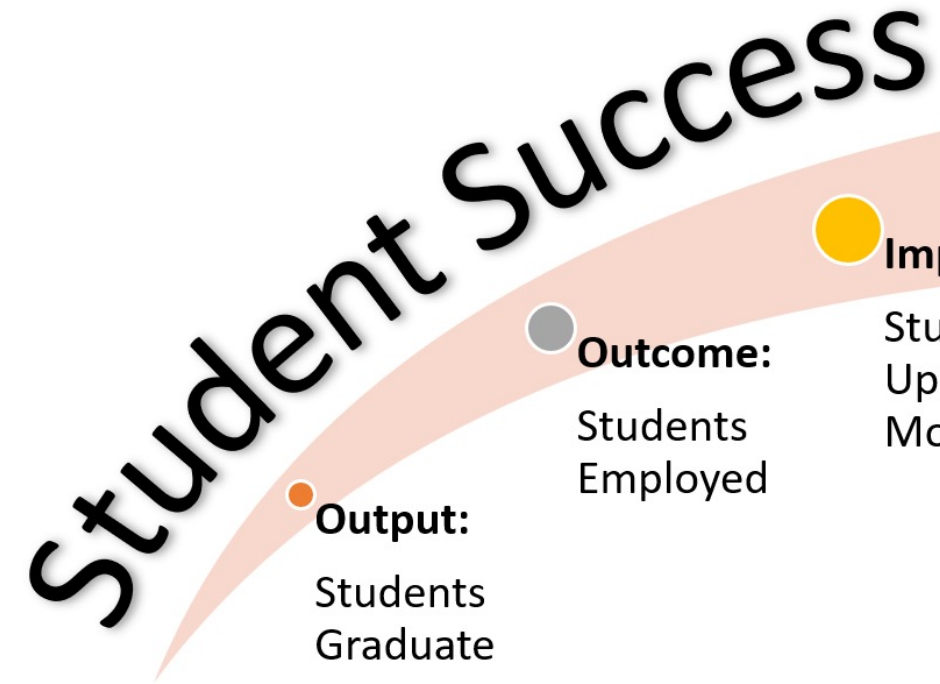 Student Success
Output:
Students
Graduate
Outcome:
Students
Employed